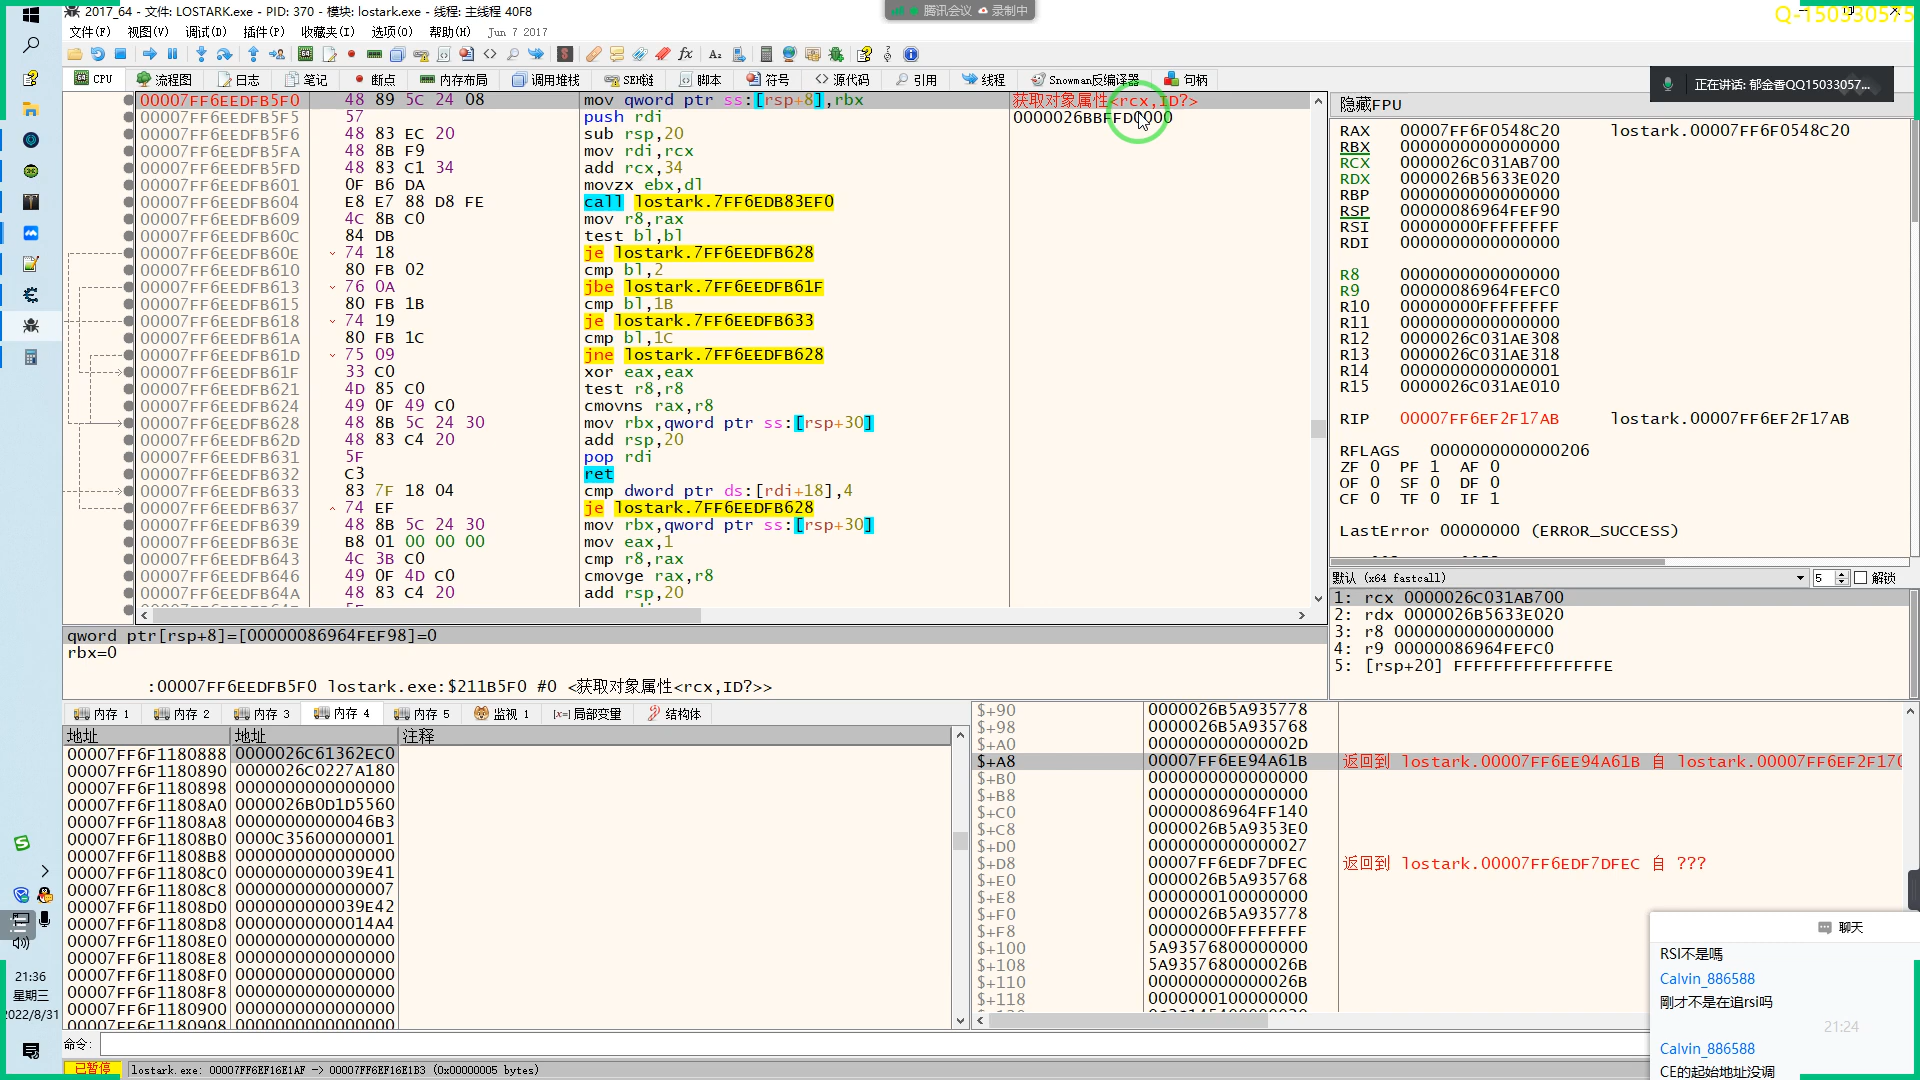 2017_64 - 文件: LOSTARK.exe - PID: 370 - 模块: lostark.exe - 线程: 主线程 40F8
腾讯会议 录制中
Q-150330575
文件(F) 视图(V) 调试(D) 插件(P) 收藏夹(I) 选项(O) 帮助(H) Jun 7 2017
CPU 流程图 日志 笔记 断点 内存布局 调用堆栈 SEH链 脚本 符号 源代码 引用 线程 Snowman反编译器 句柄
正在讲话: 郁金香QQ15033057...
00007FF6EEDFB5F0 48 89 5C 24 08 mov qword ptr ss:[rsp+8],rbx 获取对象属性<rcx,ID?>
00007FF6EEDFB5F5 57 push rdi 0000026BBFFD0000
00007FF6EEDFB5F6 48 83 EC 20 sub rsp,20
00007FF6EEDFB5FA 48 8B F9 mov rdi,rcx
00007FF6EEDFB5FD 48 83 C1 34 add rcx,34
00007FF6EEDFB601 0F B6 DA movzx ebx,dl
00007FF6EEDFB604 E8 E7 88 D8 FE call lostark.7FF6EDB83EF0
00007FF6EEDFB609 4C 8B C0 mov r8,rax
00007FF6EEDFB60C 84 DB test bl,bl
00007FF6EEDFB60E 74 18 je lostark.7FF6EEDFB628
00007FF6EEDFB610 80 FB 02 cmp bl,2
00007FF6EEDFB613 76 0A jbe lostark.7FF6EEDFB61F
00007FF6EEDFB615 80 FB 1B cmp bl,1B
00007FF6EEDFB618 74 19 je lostark.7FF6EEDFB633
00007FF6EEDFB61A 80 FB 1C cmp bl,1C
00007FF6EEDFB61D 75 09 jne lostark.7FF6EEDFB628
00007FF6EEDFB61F 33 C0 xor eax,eax
00007FF6EEDFB621 4D 85 C0 test r8,r8
00007FF6EEDFB624 49 0F 49 C0 cmovns rax,r8
00007FF6EEDFB628 48 8B 5C 24 30 mov rbx,qword ptr ss:[rsp+30]
00007FF6EEDFB62D 48 83 C4 20 add rsp,20
00007FF6EEDFB631 5F pop rdi
00007FF6EEDFB632 C3 ret
00007FF6EEDFB633 83 7F 18 04 cmp dword ptr ds:[rdi+18],4
00007FF6EEDFB637 74 EF je lostark.7FF6EEDFB628
00007FF6EEDFB639 48 8B 5C 24 30 mov rbx,qword ptr ss:[rsp+30]
00007FF6EEDFB63E B8 01 00 00 00 mov eax,1
00007FF6EEDFB643 4C 3B C0 cmp r8,rax
00007FF6EEDFB646 49 0F 4D C0 cmovge rax,r8
00007FF6EEDFB64A 48 83 C4 20 add rsp,20
隐藏FPU
RAX 00007FF6F0548C20 lostark.00007FF6F0548C20
RBX 0000000000000000
RCX 0000026C031AB700
RDX 0000026B5633E020
RBP 0000000000000000
RSP 00000086964FEF90
RSI 00000000FFFFFFFF
RDI 0000000000000000
R8 0000000000000000
R9 00000086964FEFC0
R10 00000000FFFFFFFF
R11 0000000000000000
R12 0000026C031AE308
R13 0000026C031AE318
R14 0000000000000001
R15 0000026C031AE010
RIP 00007FF6EF2F17AB lostark.00007FF6EF2F17AB
RFLAGS 0000000000000206
ZF 0 PF 1 AF 0
OF 0 SF 0 DF 0
CF 0 TF 0 IF 1
LastError 00000000 (ERROR_SUCCESS)
默认 (x64 fastcall) 5 解锁
1: rcx 0000026C031AB700
2: rdx 0000026B5633E020
3: r8 0000000000000000
4: r9 00000086964FEFC0
5: [rsp+20] FFFFFFFFFFFFFFFE
qword ptr[rsp+8]=[00000086964FEF98]=0
rbx=0
:00007FF6EEDFB5F0 lostark.exe:$211B5F0 #0 <获取对象属性<rcx,ID?>>
内存 1 内存 2 内存 3 内存 4 内存 5 监视 1 局部变量 结构体
地址 地址 注释
00007FF6F1180888 0000026C61362EC0
00007FF6F1180890 0000026C0227A180
00007FF6F1180898 0000000000000000
00007FF6F11808A0 0000026B0D1D5560
00007FF6F11808A8 00000000000046B3
00007FF6F11808B0 0000C35600000001
00007FF6F11808B8 0000000000000000
00007FF6F11808C0 0000000000039E41
00007FF6F11808C8 0000000000000007
00007FF6F11808D0 0000000000039E42
00007FF6F11808D8 00000000000014A4
00007FF6F11808E0 0000000000000000
00007FF6F11808E8 0000000000000000
00007FF6F11808F0 0000000000000000
00007FF6F11808F8 0000000000000000
00007FF6F1180900 0000000000000000
00007FF6F1180908 0000000000000000
$+90 0000026B5A935778
$+98 0000026B5A935768
$+A0 000000000000002D
$+A8 00007FF6EE94A61B 返回到 lostark.00007FF6EE94A61B 自 lostark.00007FF6EF2F170
$+B0 0000000000000000
$+B8 0000000000000000
$+C0 00000086964FF140
$+C8 0000026B5A9353E0
$+D0 0000000000000027
$+D8 00007FF6EDF7DFEC 返回到 lostark.00007FF6EDF7DFEC 自 ???
$+E0 0000026B5A935768
$+E8 0000000100000000
$+F0 0000026B5A935778
$+F8 00000000FFFFFFFF
$+100 5A93576800000000
$+108 5A9357680000026B
$+110 000000000000026B
$+118 0000000100000000
聊天
RSI不是嗎
Calvin_886588
剛才不是在追rsi吗
21:24
Calvin_886588
CE的起始地址没调
21:36
星期三
2022/8/31
命令:
已暂停 lostark.exe: 00007FF6EF16E1AF -> 00007FF6EF16E1B3 (0x00000005 bytes)